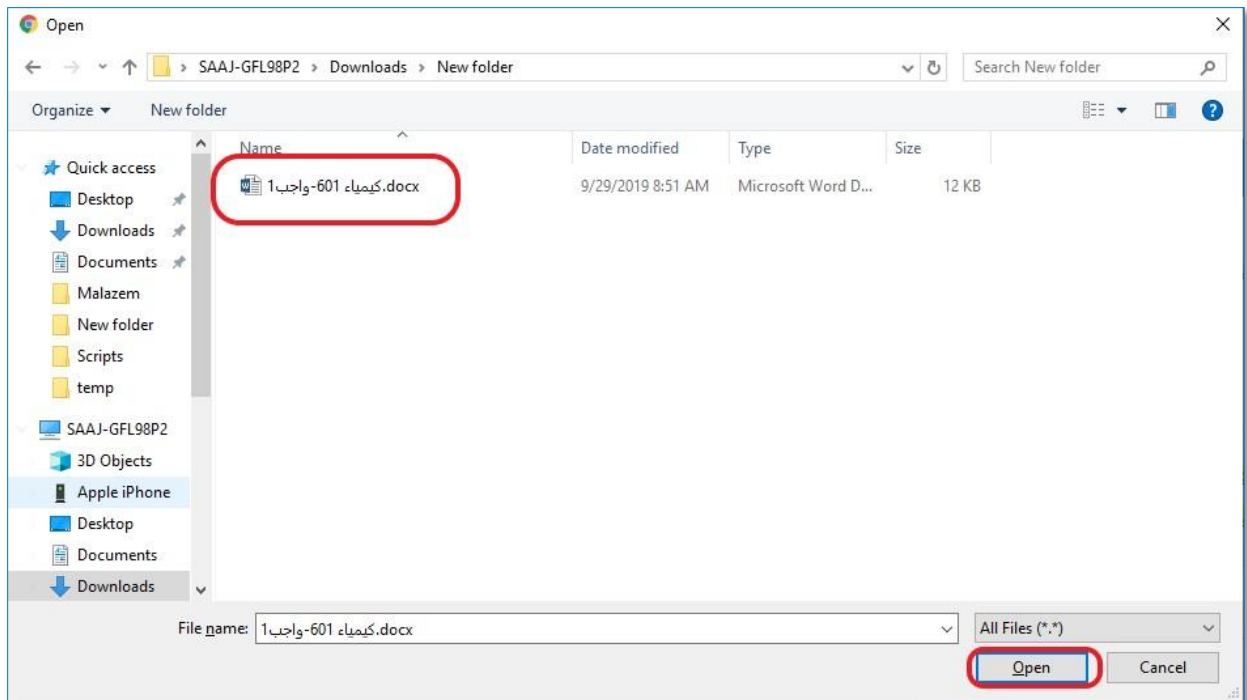 Open
SAAJ-GFL98P2 › Downloads › New folder
Search New folder
Organize
New folder
Name
Date modified
Type
Size
كيمياء 601-واجب1.docx
9/29/2019 8:51 AM
Microsoft Word D...
12 KB
Quick access
Desktop
Downloads
Documents
Malazem
New folder
Scripts
temp
SAAJ-GFL98P2
3D Objects
Apple iPhone
Desktop
Documents
Downloads
File name:
كيمياء 601-واجب1.docx
All Files (*.*)
Open
Cancel